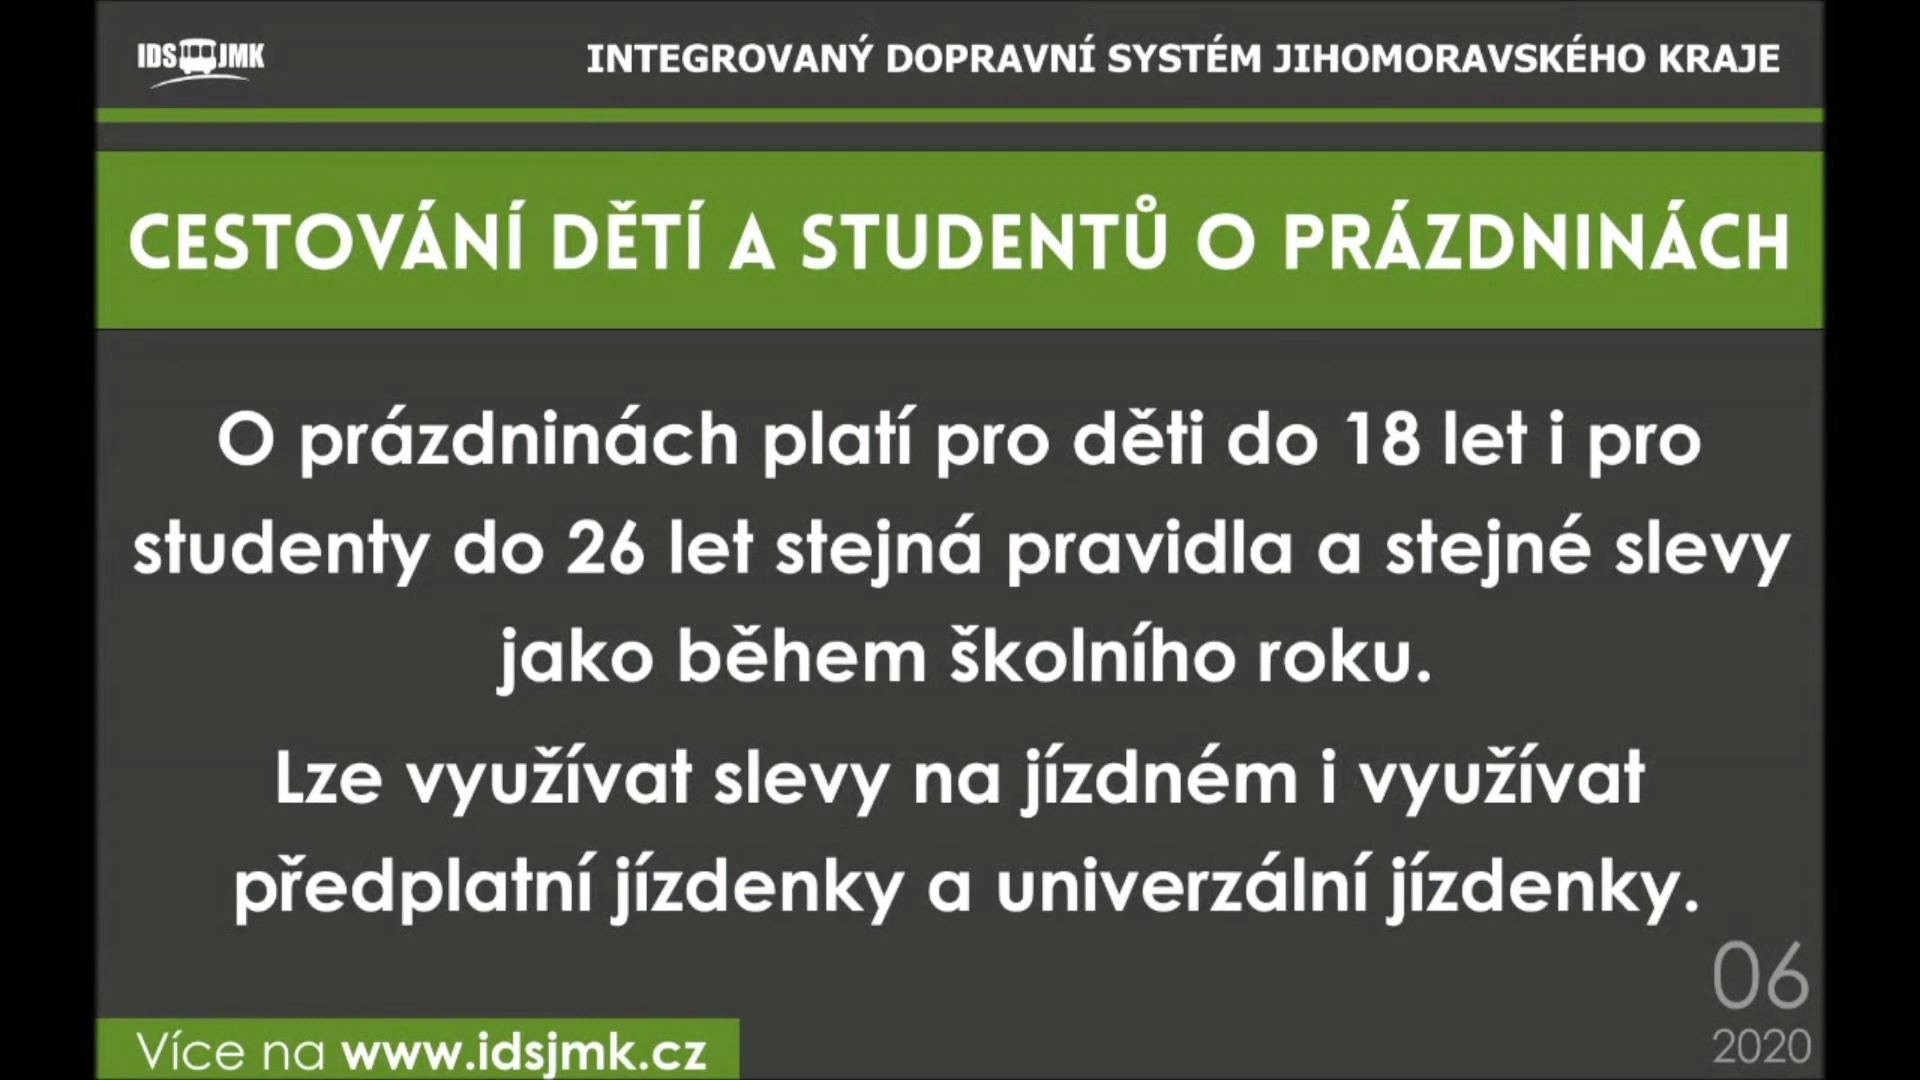 IDS JMK
INTEGROVANÝ DOPRAVNÍ SYSTÉM JIHOMORAVSKÉHO KRAJE
CESTOVÁNÍ DĚTÍ A STUDENTŮ O PRÁZDNINÁCH
O prázdninách platí pro děti do 18 let i pro
studenty do 26 let stejná pravidla a stejné slevy
jako během školního roku.
Lze využívat slevy na jízdném i využívat
předplatní jízdenky a univerzální jízdenky.
06
2020
Více na www.idsjmk.cz